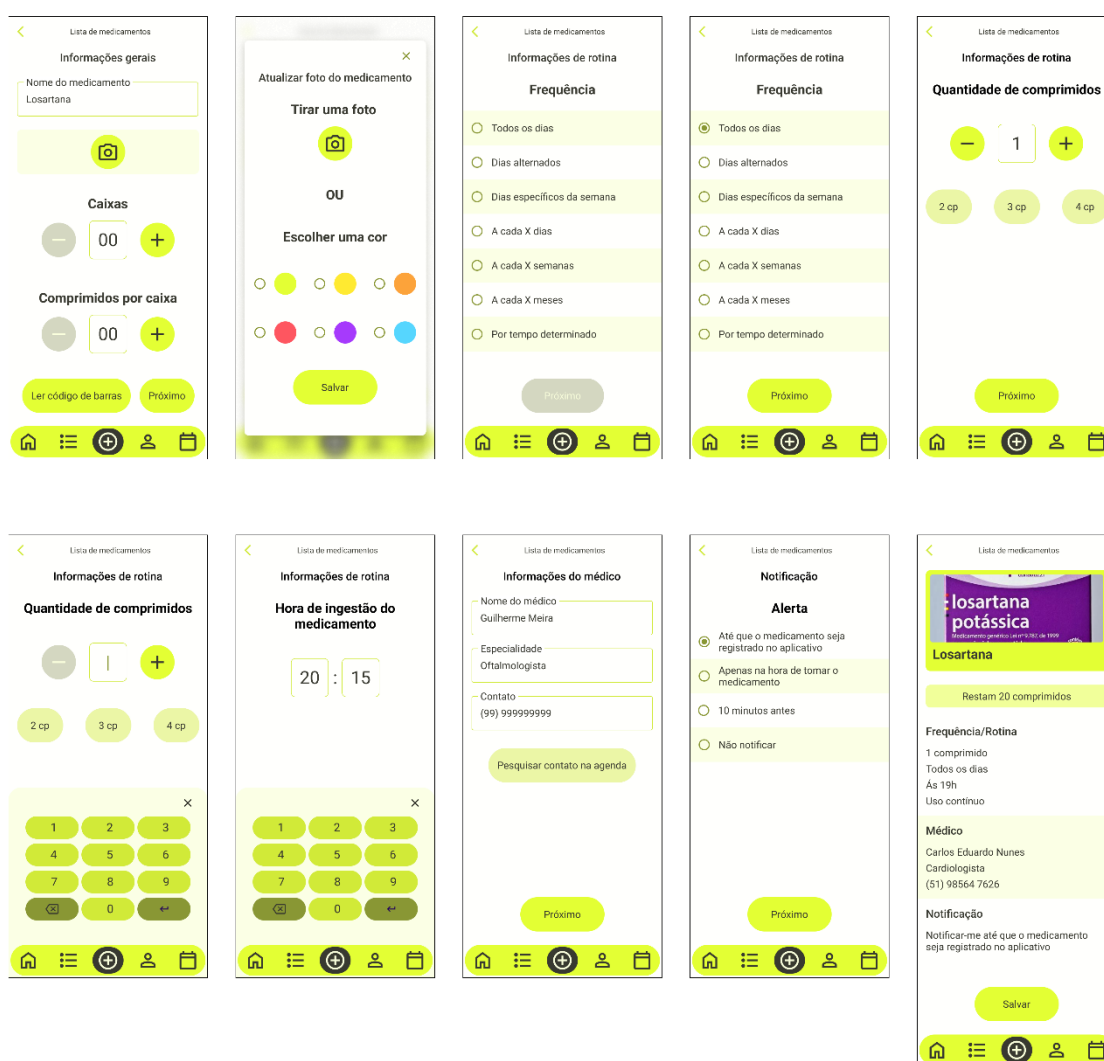 Lista de medicamentos
Informações gerais
Nome do medicamento
Losartana
Caixas
00
Comprimidos por caixa
00
Ler código de barras
Próximo
Atualizar foto do medicamento
Tirar uma foto
OU
Escolher uma cor
Salvar
Lista de medicamentos
Informações de rotina
Frequência
Todos os dias
Dias alternados
Dias específicos da semana
A cada X dias
A cada X semanas
A cada X meses
Por tempo determinado
Próximo
Lista de medicamentos
Informações de rotina
Frequência
Todos os dias
Dias alternados
Dias específicos da semana
A cada X dias
A cada X semanas
A cada X meses
Por tempo determinado
Próximo
Lista de medicamentos
Informações de rotina
Quantidade de comprimidos
1
2 cp
3 cp
4 cp
Próximo
Lista de medicamentos
Informações de rotina
Quantidade de comprimidos
2 cp
3 cp
4 cp
1 2 3
4 5 6
7 8 9
0
Lista de medicamentos
Informações de rotina
Hora de ingestão do
medicamento
20 : 15
1 2 3
4 5 6
7 8 9
0
Lista de medicamentos
Informações do médico
Nome do médico
Guilherme Meira
Especialidade
Oftalmologista
Contato
(99) 999999999
Pesquisar contato na agenda
Próximo
Lista de medicamentos
Notificação
Alerta
Até que o medicamento seja
registrado no aplicativo
Apenas na hora de tomar o
medicamento
10 minutos antes
Não notificar
Próximo
Lista de medicamentos
losartana
potássica
Medicamento genérico Lei nº 9.782 de 1999
Losartana
Restam 20 comprimidos
Frequência/Rotina
1 comprimido
Todos os dias
Ás 19h
Uso contínuo
Médico
Carlos Eduardo Nunes
Cardiologista
(51) 98564 7626
Notificação
Notificar-me até que o medicamento
seja registrado no aplicativo
Salvar